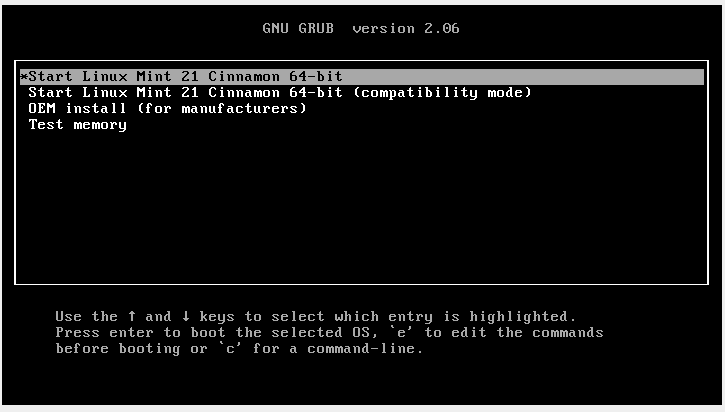 GNU GRUB  version 2.06
*Start Linux Mint 21 Cinnamon 64-bit
Start Linux Mint 21 Cinnamon 64-bit (compatibility mode)
OEM install (for manufacturers)
Test memory
Use the ↑ and ↓ keys to select which entry is highlighted.
Press enter to boot the selected OS, `e' to edit the commands
before booting or `c' for a command-line.